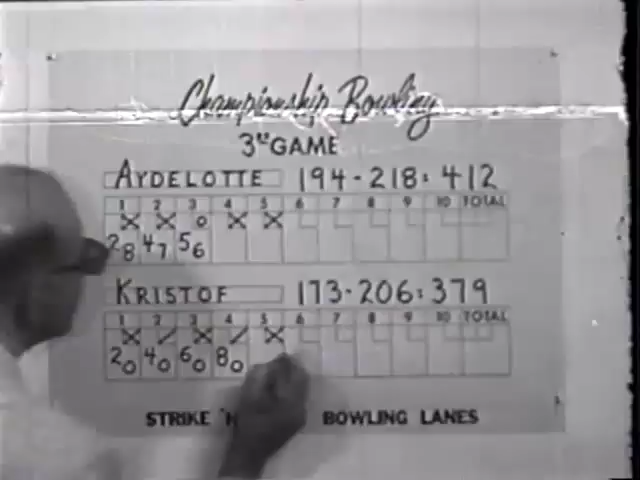 Championship Bowling
3RD GAME
AYDELOTTE 194-218:412
1 2 3 4 5 6 7 8 9 10 TOTAL
X X o X X
28 47 56
KRISTOF 173-206:379
1 2 3 4 5 6 7 8 9 10 TOTAL
X / X / X
20 40 60 80
STRIKE 'N BOWLING LANES